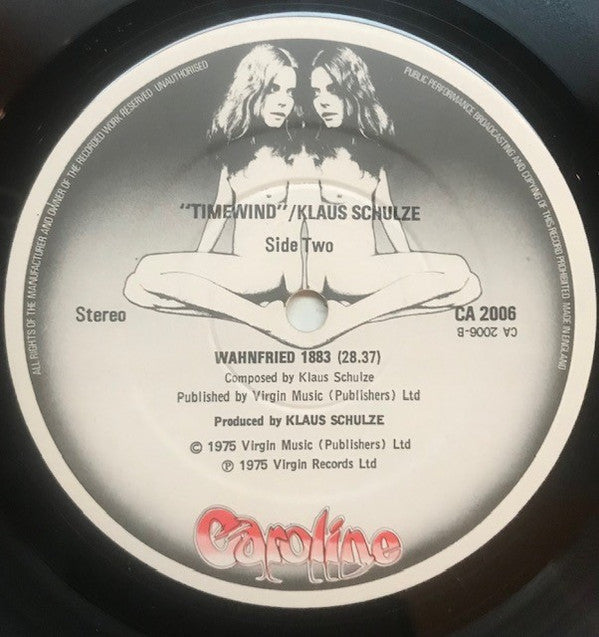 ALL RIGHTS OF THE MANUFACTURER AND OWNER OF THE RECORDED WORK RESERVED UNAUTHORISED
PUBLIC PERFORMANCE BROADCASTING AND COPYING OF THIS RECORD PROHIBITED MADE IN ENGLAND
"TIMEWIND"/KLAUS SCHULZE
Side Two
Stereo
CA 2006
CA 2006-B
WAHNFRIED 1883 (28.37)
Composed by Klaus Schulze
Published by Virgin Music (Publishers) Ltd
Produced by KLAUS SCHULZE
© 1975 Virgin Music (Publishers) Ltd
℗ 1975 Virgin Records Ltd
Caroline